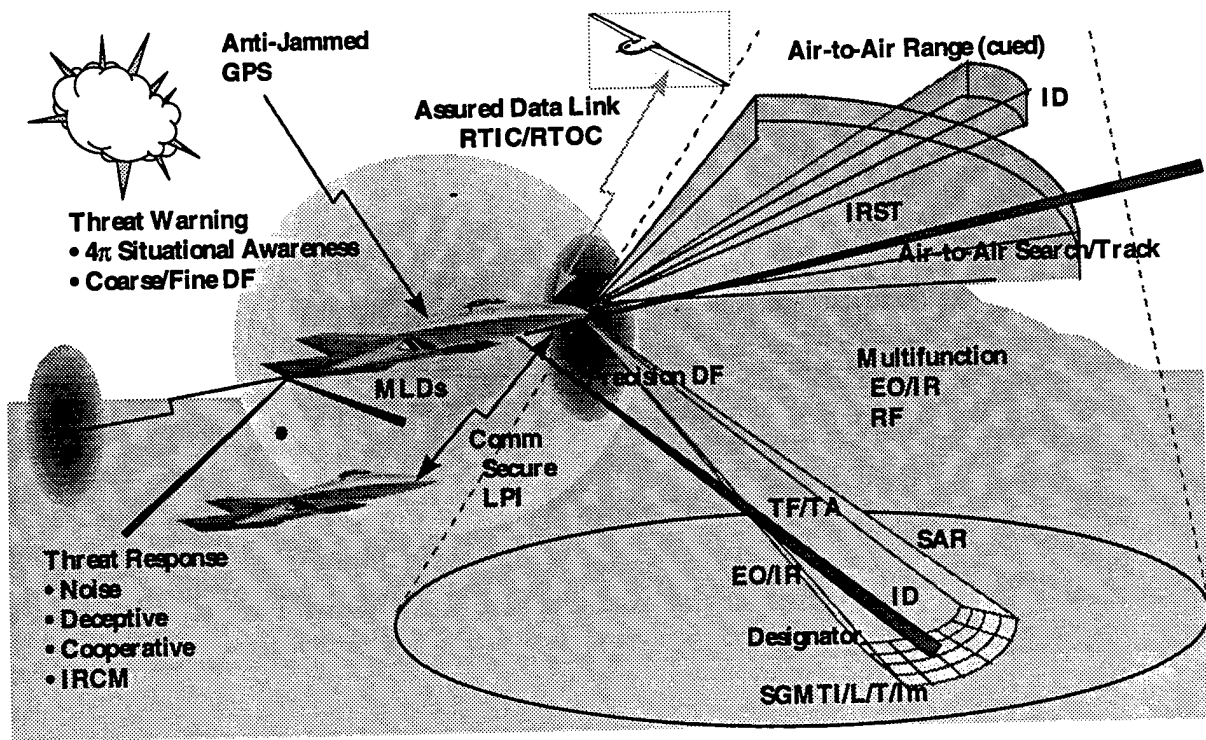 Anti-Jammed
GPS
Assured Data Link
RTIC/RTOC
Air-to-Air Range (cued)
ID
Threat Warning
• 4π Situational Awareness
• Coarse/Fine DF
IRST
Air-to-Air Search/Track
MLDs
Precision DF
Multifunction
EO/IR
RF
Comm
Secure
LPI
Threat Response
• Noise
• Deceptive
• Cooperative
• IRCM
TF/TA
SAR
EO/IR
ID
Designator
SGMTI/L/T/Im